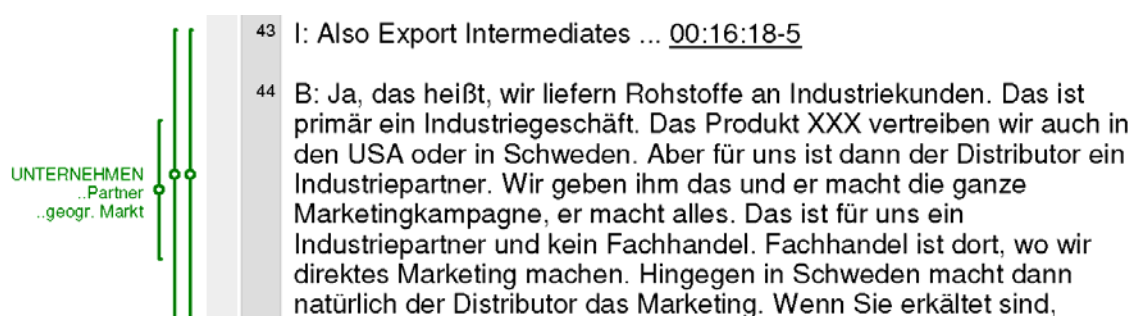 43 I: Also Export Intermediates ... 00:16:18-5
44 B: Ja, das heißt, wir liefern Rohstoffe an Industriekunden. Das ist
primär ein Industriegeschäft. Das Produkt XXX vertreiben wir auch in
den USA oder in Schweden. Aber für uns ist dann der Distributor ein
UNTERNEHMEN
..Partner
..geogr. Markt
Industriepartner. Wir geben ihm das und er macht die ganze
Marketingkampagne, er macht alles. Das ist für uns ein
Industriepartner und kein Fachhandel. Fachhandel ist dort, wo wir
direktes Marketing machen. Hingegen in Schweden macht dann
natürlich der Distributor das Marketing. Wenn Sie erkältet sind,